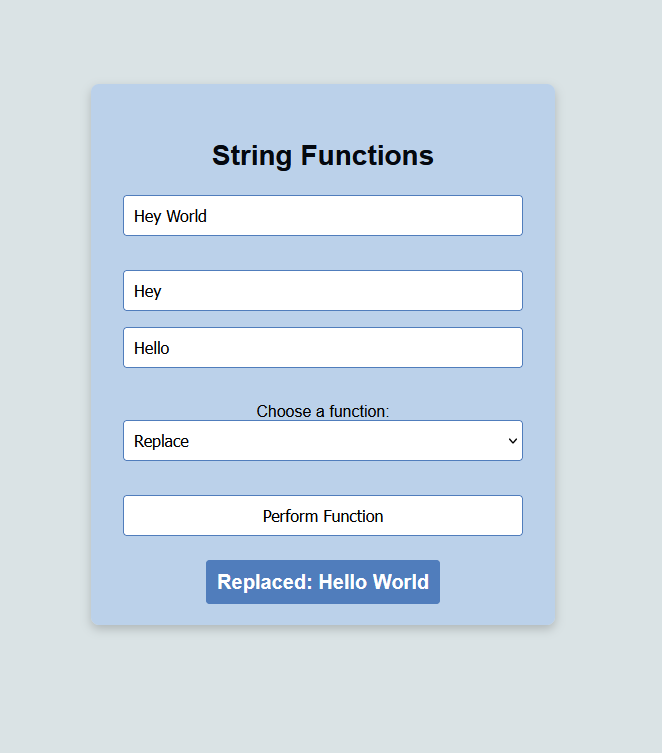 String Functions
Hey World
Hey
Hello
Choose a function:
Replace
Perform Function
Replaced: Hello World